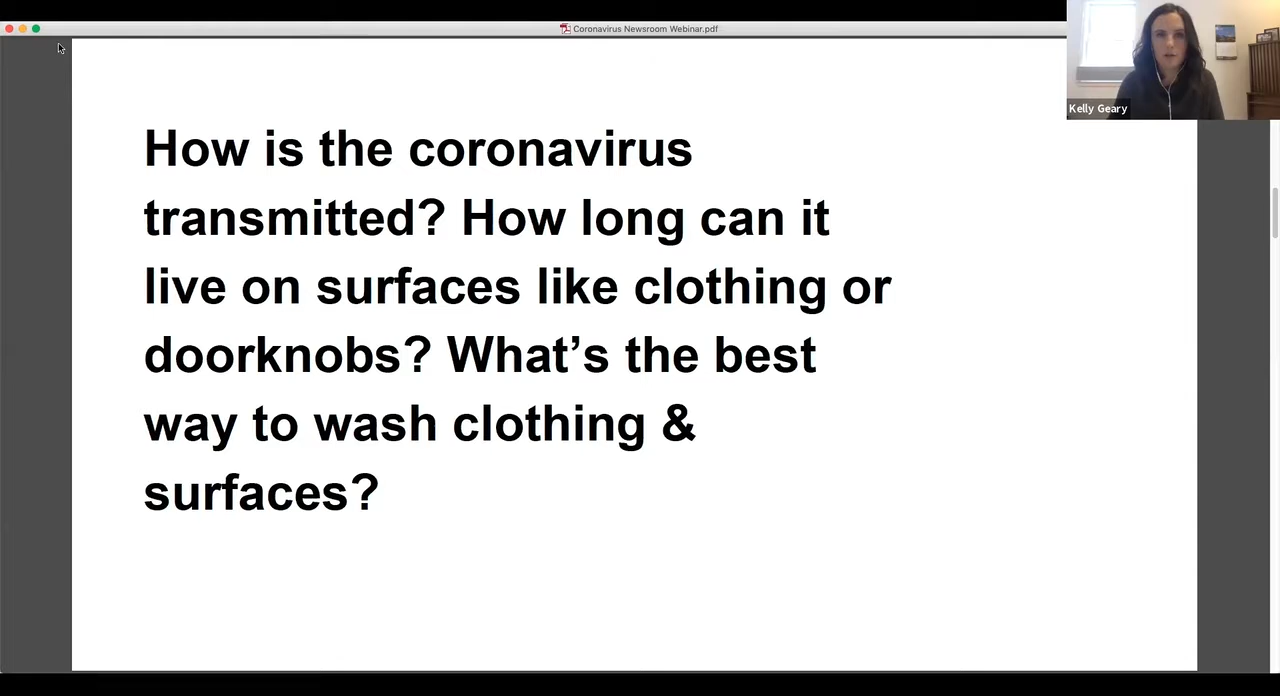 Coronavirus Newsroom Webinar.pdf
Kelly Geary
How is the coronavirus
transmitted? How long can it
live on surfaces like clothing or
doorknobs? What’s the best
way to wash clothing &
surfaces?